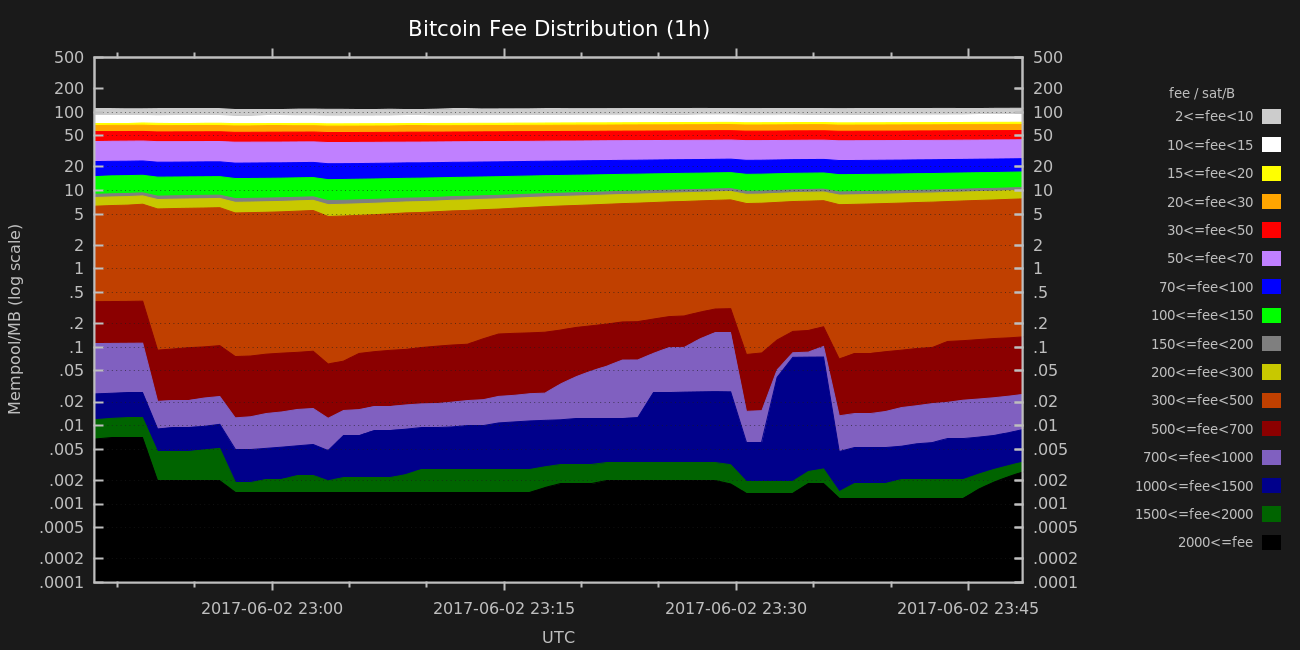 Bitcoin Fee Distribution (1h)
Mempool/MB (log scale)
500
200
100
50
20
10
5
2
1
.5
.2
.1
.05
.02
.01
.005
.002
.001
.0005
.0002
.0001
500
200
100
50
20
10
5
2
1
.5
.2
.1
.05
.02
.01
.005
.002
.001
.0005
.0002
.0001
2017-06-02 23:00
2017-06-02 23:15
2017-06-02 23:30
2017-06-02 23:45
UTC
fee / sat/B
2<=fee<10
10<=fee<15
15<=fee<20
20<=fee<30
30<=fee<50
50<=fee<70
70<=fee<100
100<=fee<150
150<=fee<200
200<=fee<300
300<=fee<500
500<=fee<700
700<=fee<1000
1000<=fee<1500
1500<=fee<2000
2000<=fee